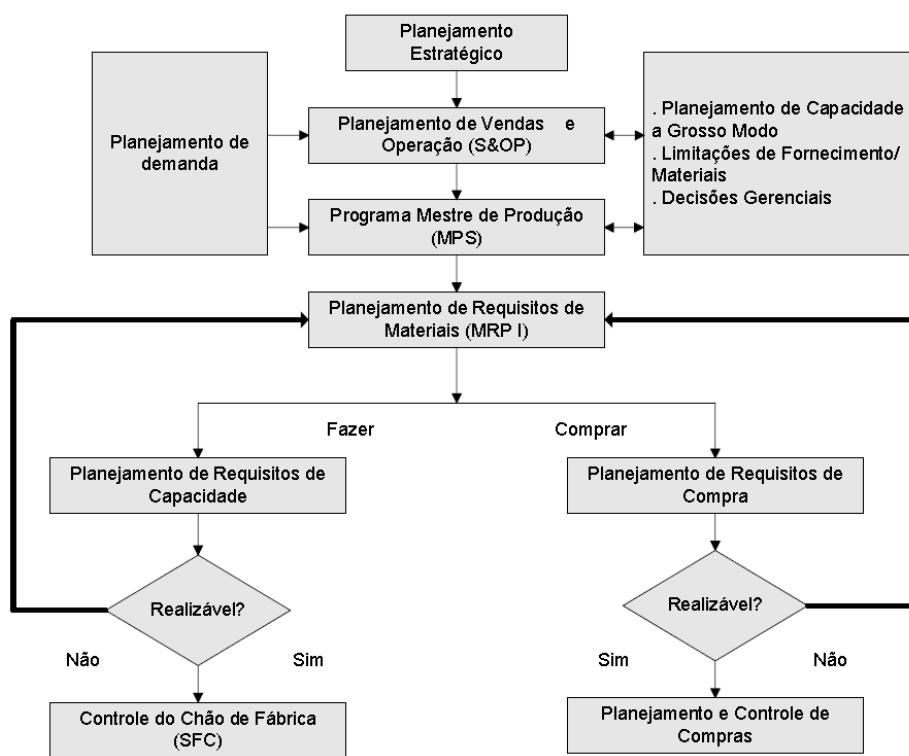 Planejamento
Estratégico
Planejamento de
demanda
Planejamento de Vendas e
Operação (S&OP)
. Planejamento de Capacidade
a Grosso Modo
. Limitações de Fornecimento/
Materiais
. Decisões Gerenciais
Programa Mestre de Produção
(MPS)
Planejamento de Requisitos de
Materiais (MRP I)
Fazer
Comprar
Planejamento de Requisitos de
Capacidade
Planejamento de Requisitos de
Compra
Realizável?
Realizável?
Não
Sim
Sim
Não
Controle do Chão de Fábrica
(SFC)
Planejamento e Controle de
Compras